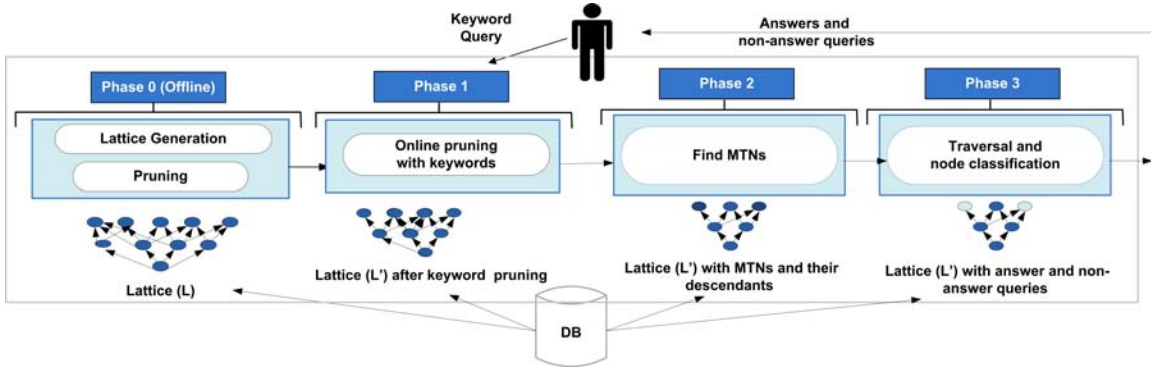 Keyword
Query
Answers and
non-answer queries
Phase 0 (Offline)
Phase 1
Phase 2
Phase 3
Lattice Generation
Pruning
Online pruning
with keywords
Find MTNs
Traversal and
node classification
Lattice (L)
Lattice (L') after keyword pruning
Lattice (L') with MTNs and their
descendants
Lattice (L') with answer and non-
answer queries
DB